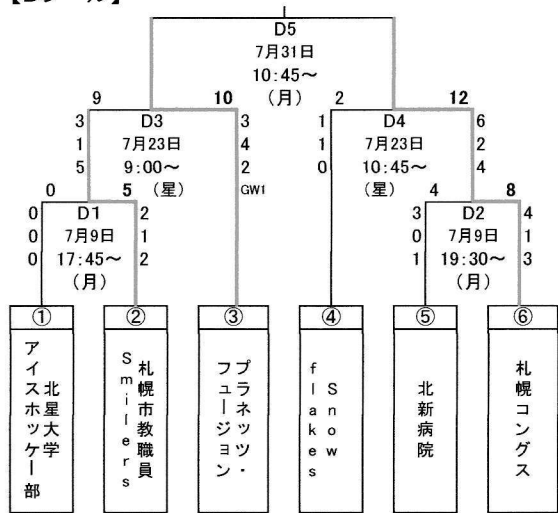 D5
7月31日
10:45～
(月)
9
10
2
12
3
1
5
D3
7月23日
9:00～
(星)
3
4
2
GW1
1
1
0
D4
7月23日
10:45～
(星)
6
2
4
0
5
4
8
0
0
0
D1
7月9日
17:45～
(月)
2
1
2
3
0
1
D2
7月9日
19:30～
(月)
4
1
3
①
②
③
④
⑤
⑥
北星大学
アイスホッケー部
札幌市教職員
Smilers
プラネッツ・
フュージョン
Snow
flakes
北新病院
札幌コングス